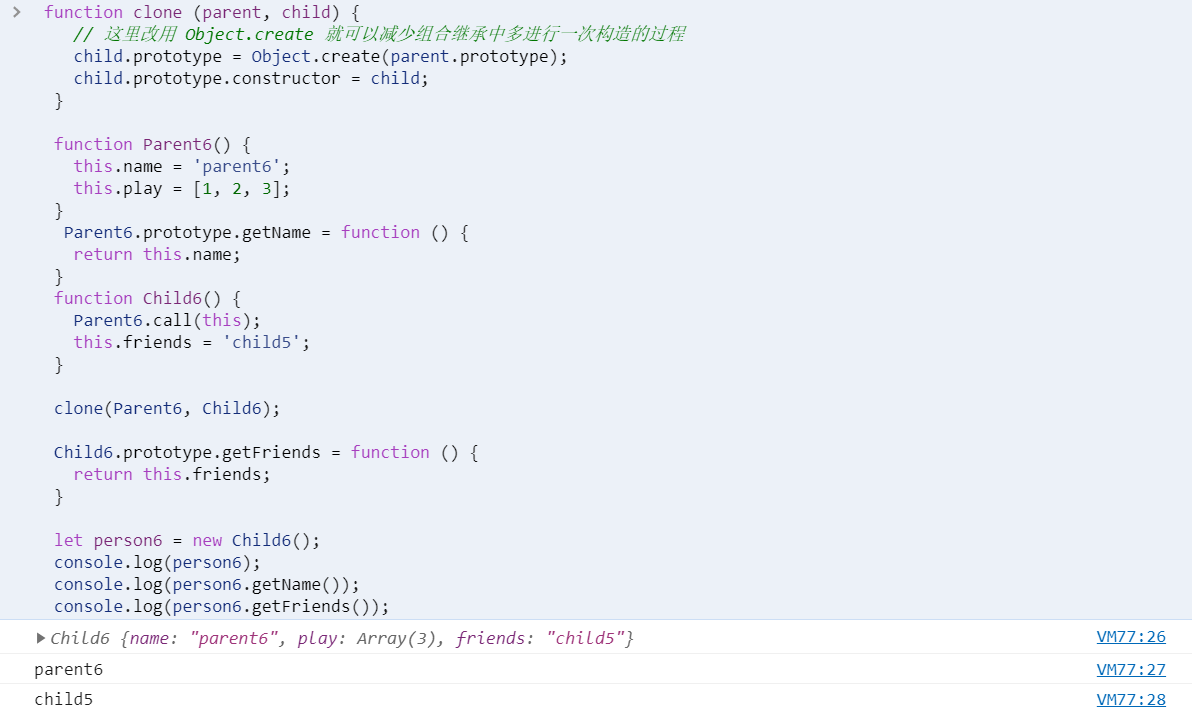 > function clone (parent, child) {
// 这里改用 Object.create 就可以减少组合继承中多进行一次构造的过程
child.prototype = Object.create(parent.prototype);
child.prototype.constructor = child;
}
function Parent6() {
this.name = 'parent6';
this.play = [1, 2, 3];
}
Parent6.prototype.getName = function () {
return this.name;
}
function Child6() {
Parent6.call(this);
this.friends = 'child5';
}
clone(Parent6, Child6);
Child6.prototype.getFriends = function () {
return this.friends;
}
let person6 = new Child6();
console.log(person6);
console.log(person6.getName());
console.log(person6.getFriends());
▶Child6 {name: "parent6", play: Array(3), friends: "child5"} VM77:26
parent6 VM77:27
child5 VM77:28